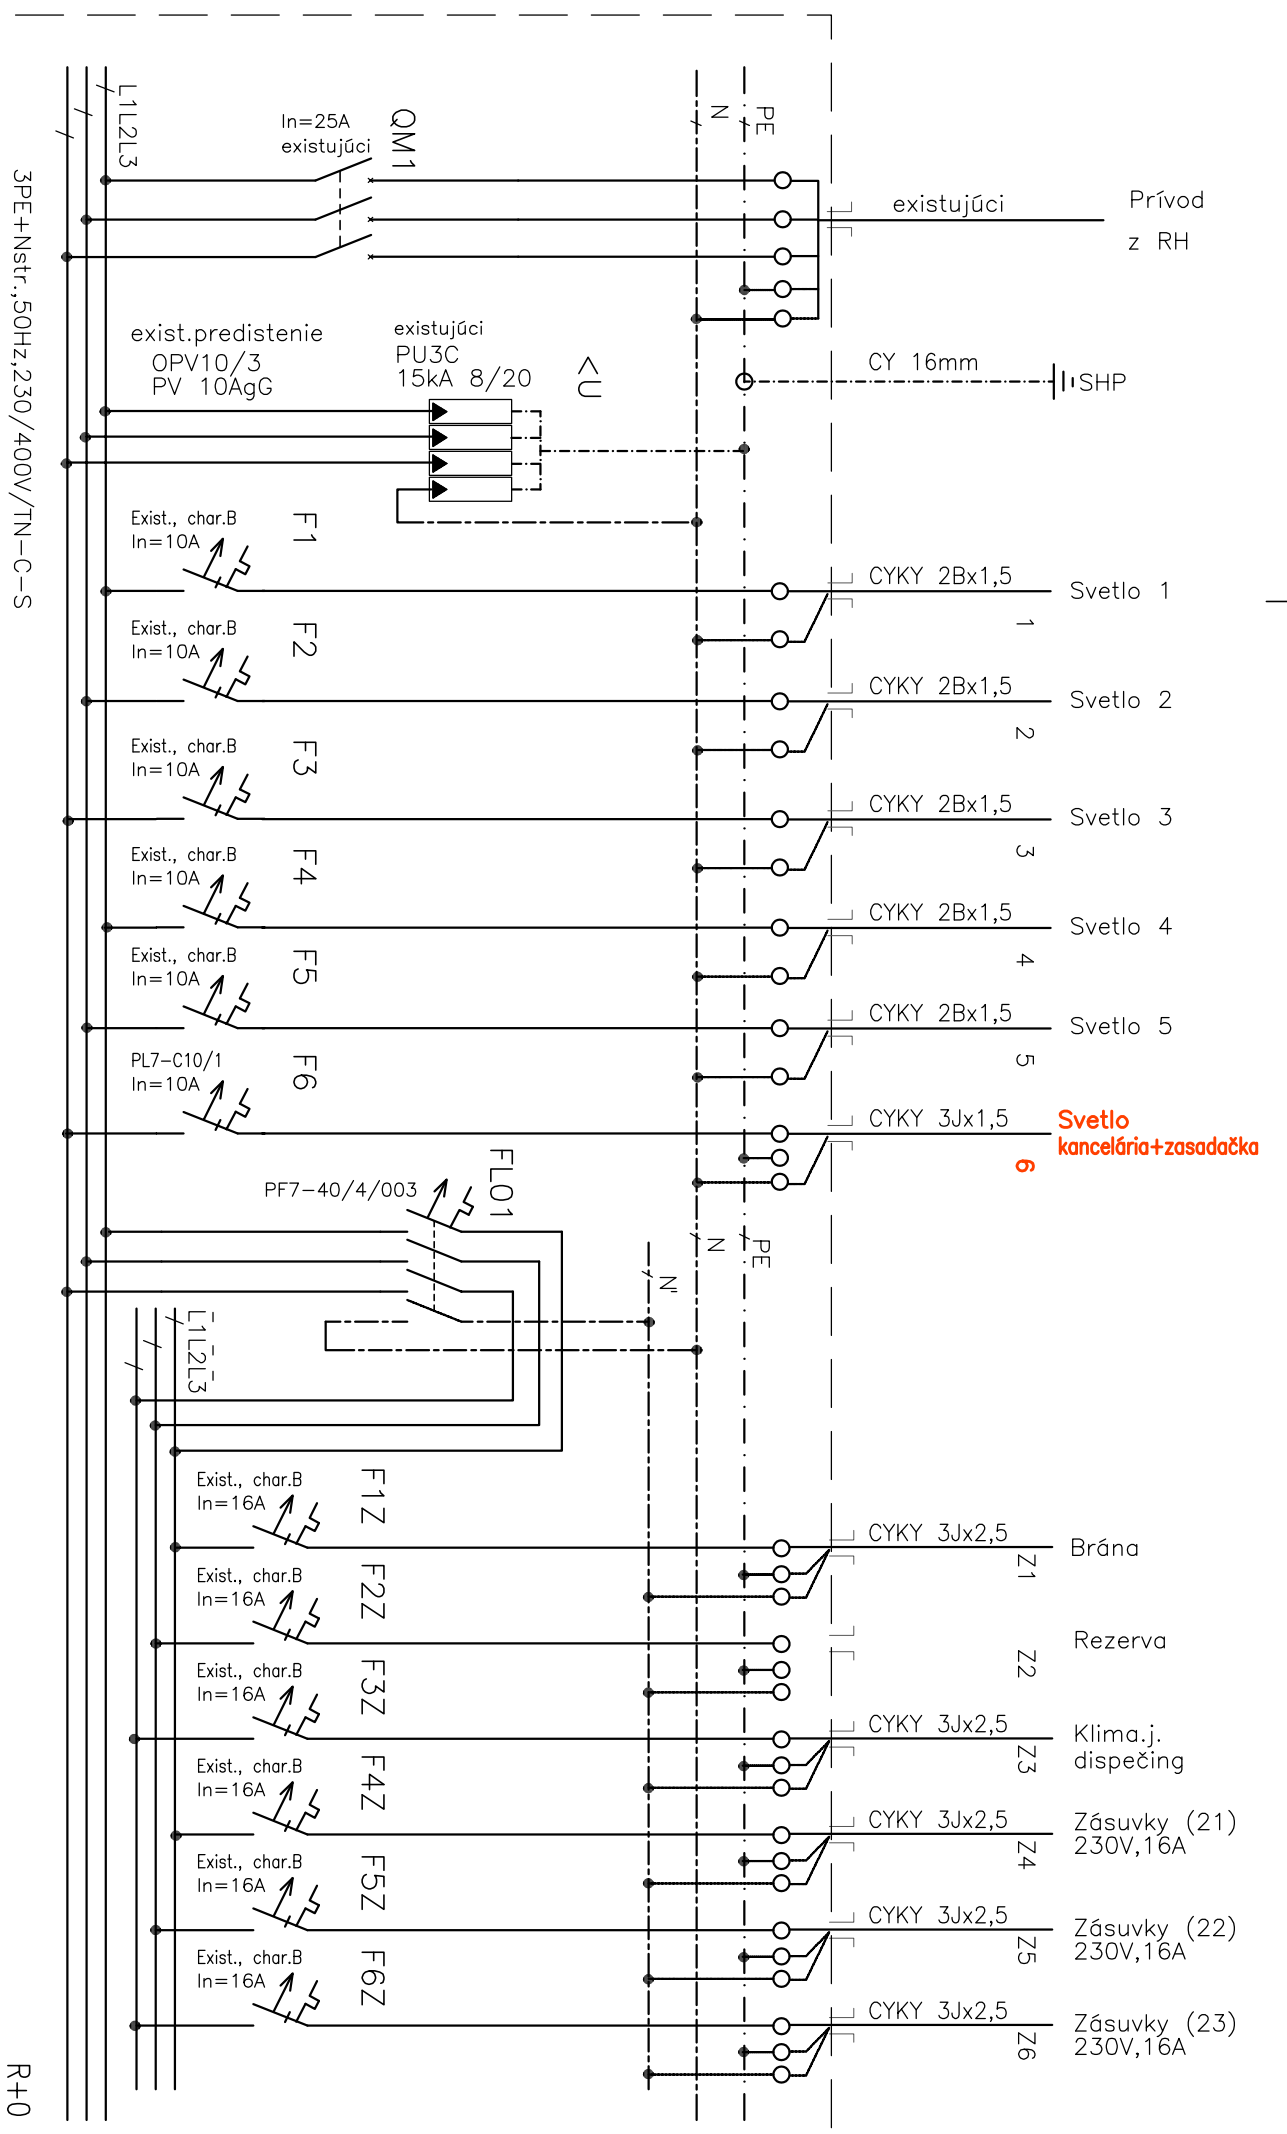 L1L2L3
3PE+Nstr.,50Hz,230/400V/TN-C-S
In=25A
existujúci
QM1
N
PE
existujúci
Prívod
z RH
exist.predistenie
OPV10/3
PV 10AgG
existujúci
PU3C
15kA 8/20
<U
CY 16mm
SHP
Exist., char.B
In=10A
F1
CYKY 2Bx1,5
1
Svetlo 1
Exist., char.B
In=10A
F2
CYKY 2Bx1,5
2
Svetlo 2
Exist., char.B
In=10A
F3
CYKY 2Bx1,5
3
Svetlo 3
Exist., char.B
In=10A
F4
CYKY 2Bx1,5
4
Svetlo 4
Exist., char.B
In=10A
F5
CYKY 2Bx1,5
5
Svetlo 5
PL7-C10/1
In=10A
F6
CYKY 3Jx1,5
6
Svetlo
kancelária+zasadačka
PF7-40/4/003
FLO1
N'
N
PE
L1'L2'L3'
Exist., char.B
In=16A
F1Z
CYKY 3Jx2,5
Z1
Brána
Exist., char.B
In=16A
F2Z
Z2
Rezerva
Exist., char.B
In=16A
F3Z
CYKY 3Jx2,5
Z3
Klima.j.
dispečing
Exist., char.B
In=16A
F4Z
CYKY 3Jx2,5
Z4
Zásuvky (21)
230V,16A
Exist., char.B
In=16A
F5Z
CYKY 3Jx2,5
Z5
Zásuvky (22)
230V,16A
Exist., char.B
In=16A
F6Z
CYKY 3Jx2,5
Z6
Zásuvky (23)
230V,16A
R+0